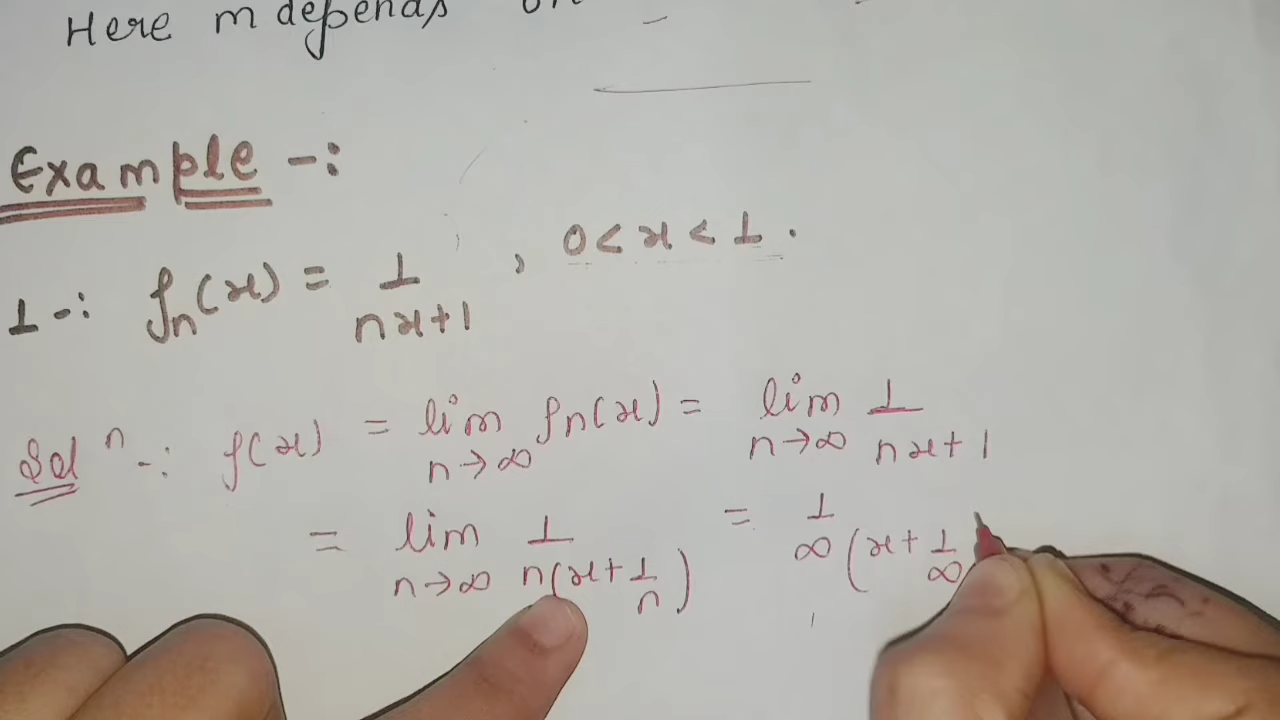 Here m depends on
Example -:
1-: fn(x) = 1/(nx+1) , 0<x<1.
Solⁿ -: f(x) = lim n→∞ fn(x) = lim n→∞ 1/(nx+1)
= lim n→∞ 1/(n(x+1/n)) = 1/(∞(x+1/∞